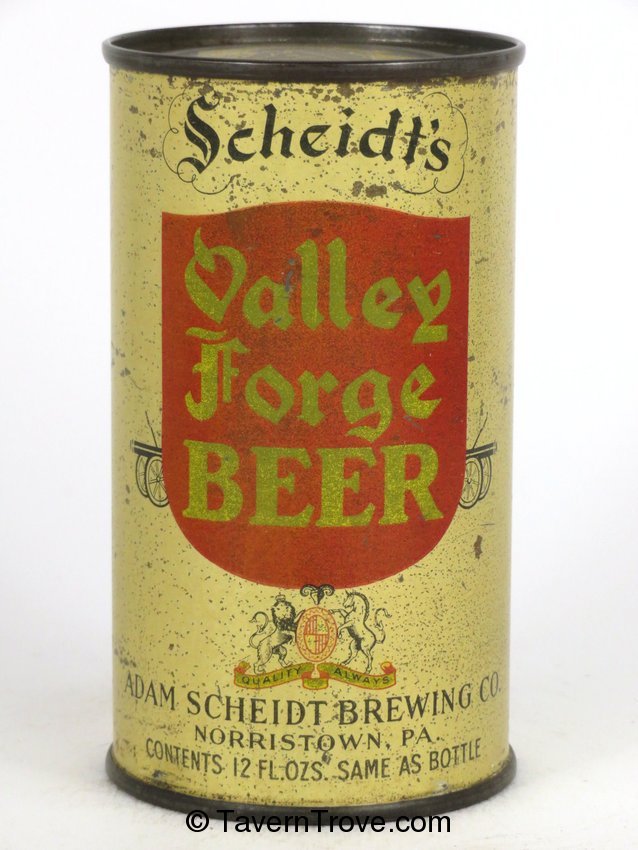 Scheidt's
Valley
Forge
BEER
QUALITY ALWAYS
ADAM SCHEIDT BREWING CO.
NORRISTOWN, PA.
CONTENTS 12 FL.OZS. SAME AS BOTTLE
© TavernTrove.com